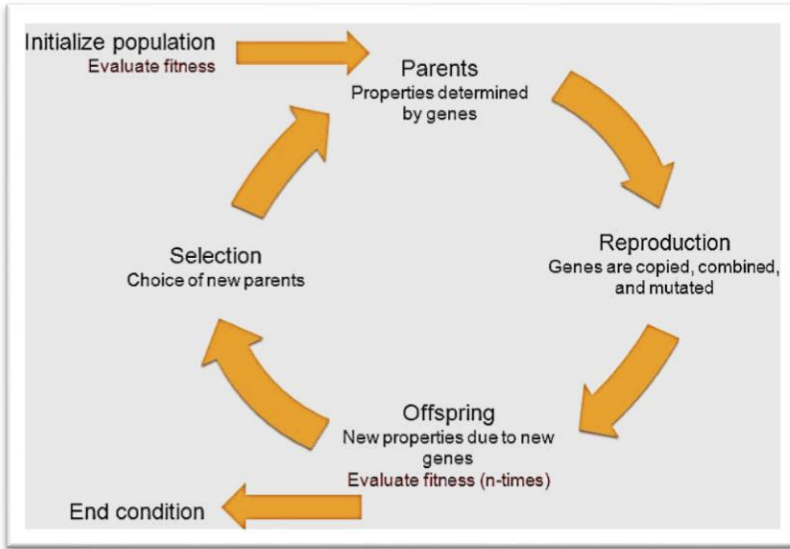 Initialize population
Evaluate fitness
Parents
Properties determined
by genes
Reproduction
Genes are copied, combined,
and mutated
Selection
Choice of new parents
Offspring
New properties due to new
genes
Evaluate fitness (n-times)
End condition